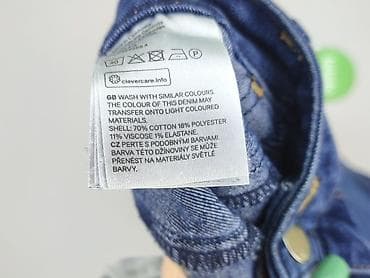 40
P
clevercare.info
GB WASH WITH SIMILAR COLOURS.
THE COLOUR OF THIS DENIM MAY
TRANSFER ONTO LIGHT COLOURED
MATERIALS.
SHELL: 70% COTTON 18% POLYESTER
11% VISCOSE 1% ELASTANE.
CZ PERTE S PODOBNÝMI BARVAMI
BARVA TÉTO DŽÍNOVINY SE MŮŽE
PŘENÉST NA MATERIÁLY SVĚTLÉ
BARVY.